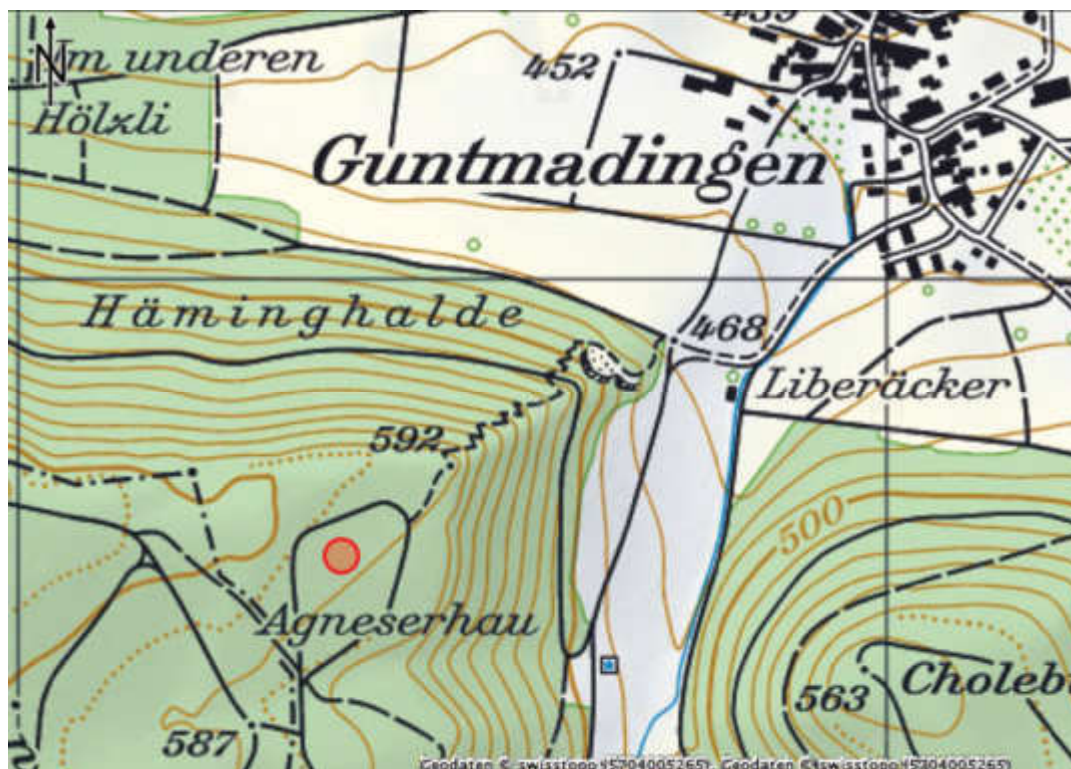 N
Im underen
Hölzli
452
Guntmadingen
Häminghalde
468
Liberäcker
592
500
Agneserhau
563
587
Geodaten © swisstopo (5704005265), Geodaten © swisstopo (5704005265)